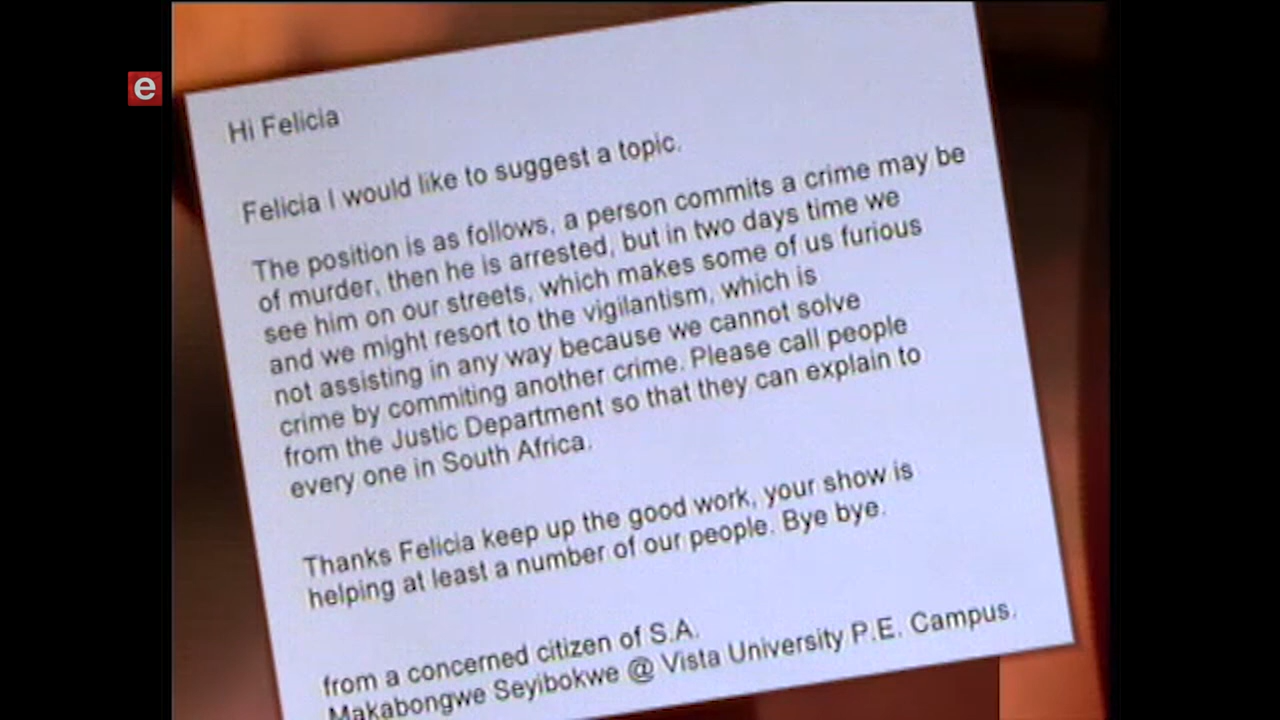 e
Hi Felicia
Felicia I would like to suggest a topic.
The position is as follows, a person commits a crime may be
of murder, then he is arrested, but in two days time we
see him on our streets, which makes some of us furious
and we might resort to the vigilantism, which is
not assisting in any way because we cannot solve
crime by commiting another crime. Please call people
from the Justic Department so that they can explain to
every one in South Africa.
Thanks Felicia keep up the good work, your show is
helping at least a number of our people. Bye bye.
from a concerned citizen of S.A.
Makabongwe Seyibokwe @ Vista University P.E. Campus.